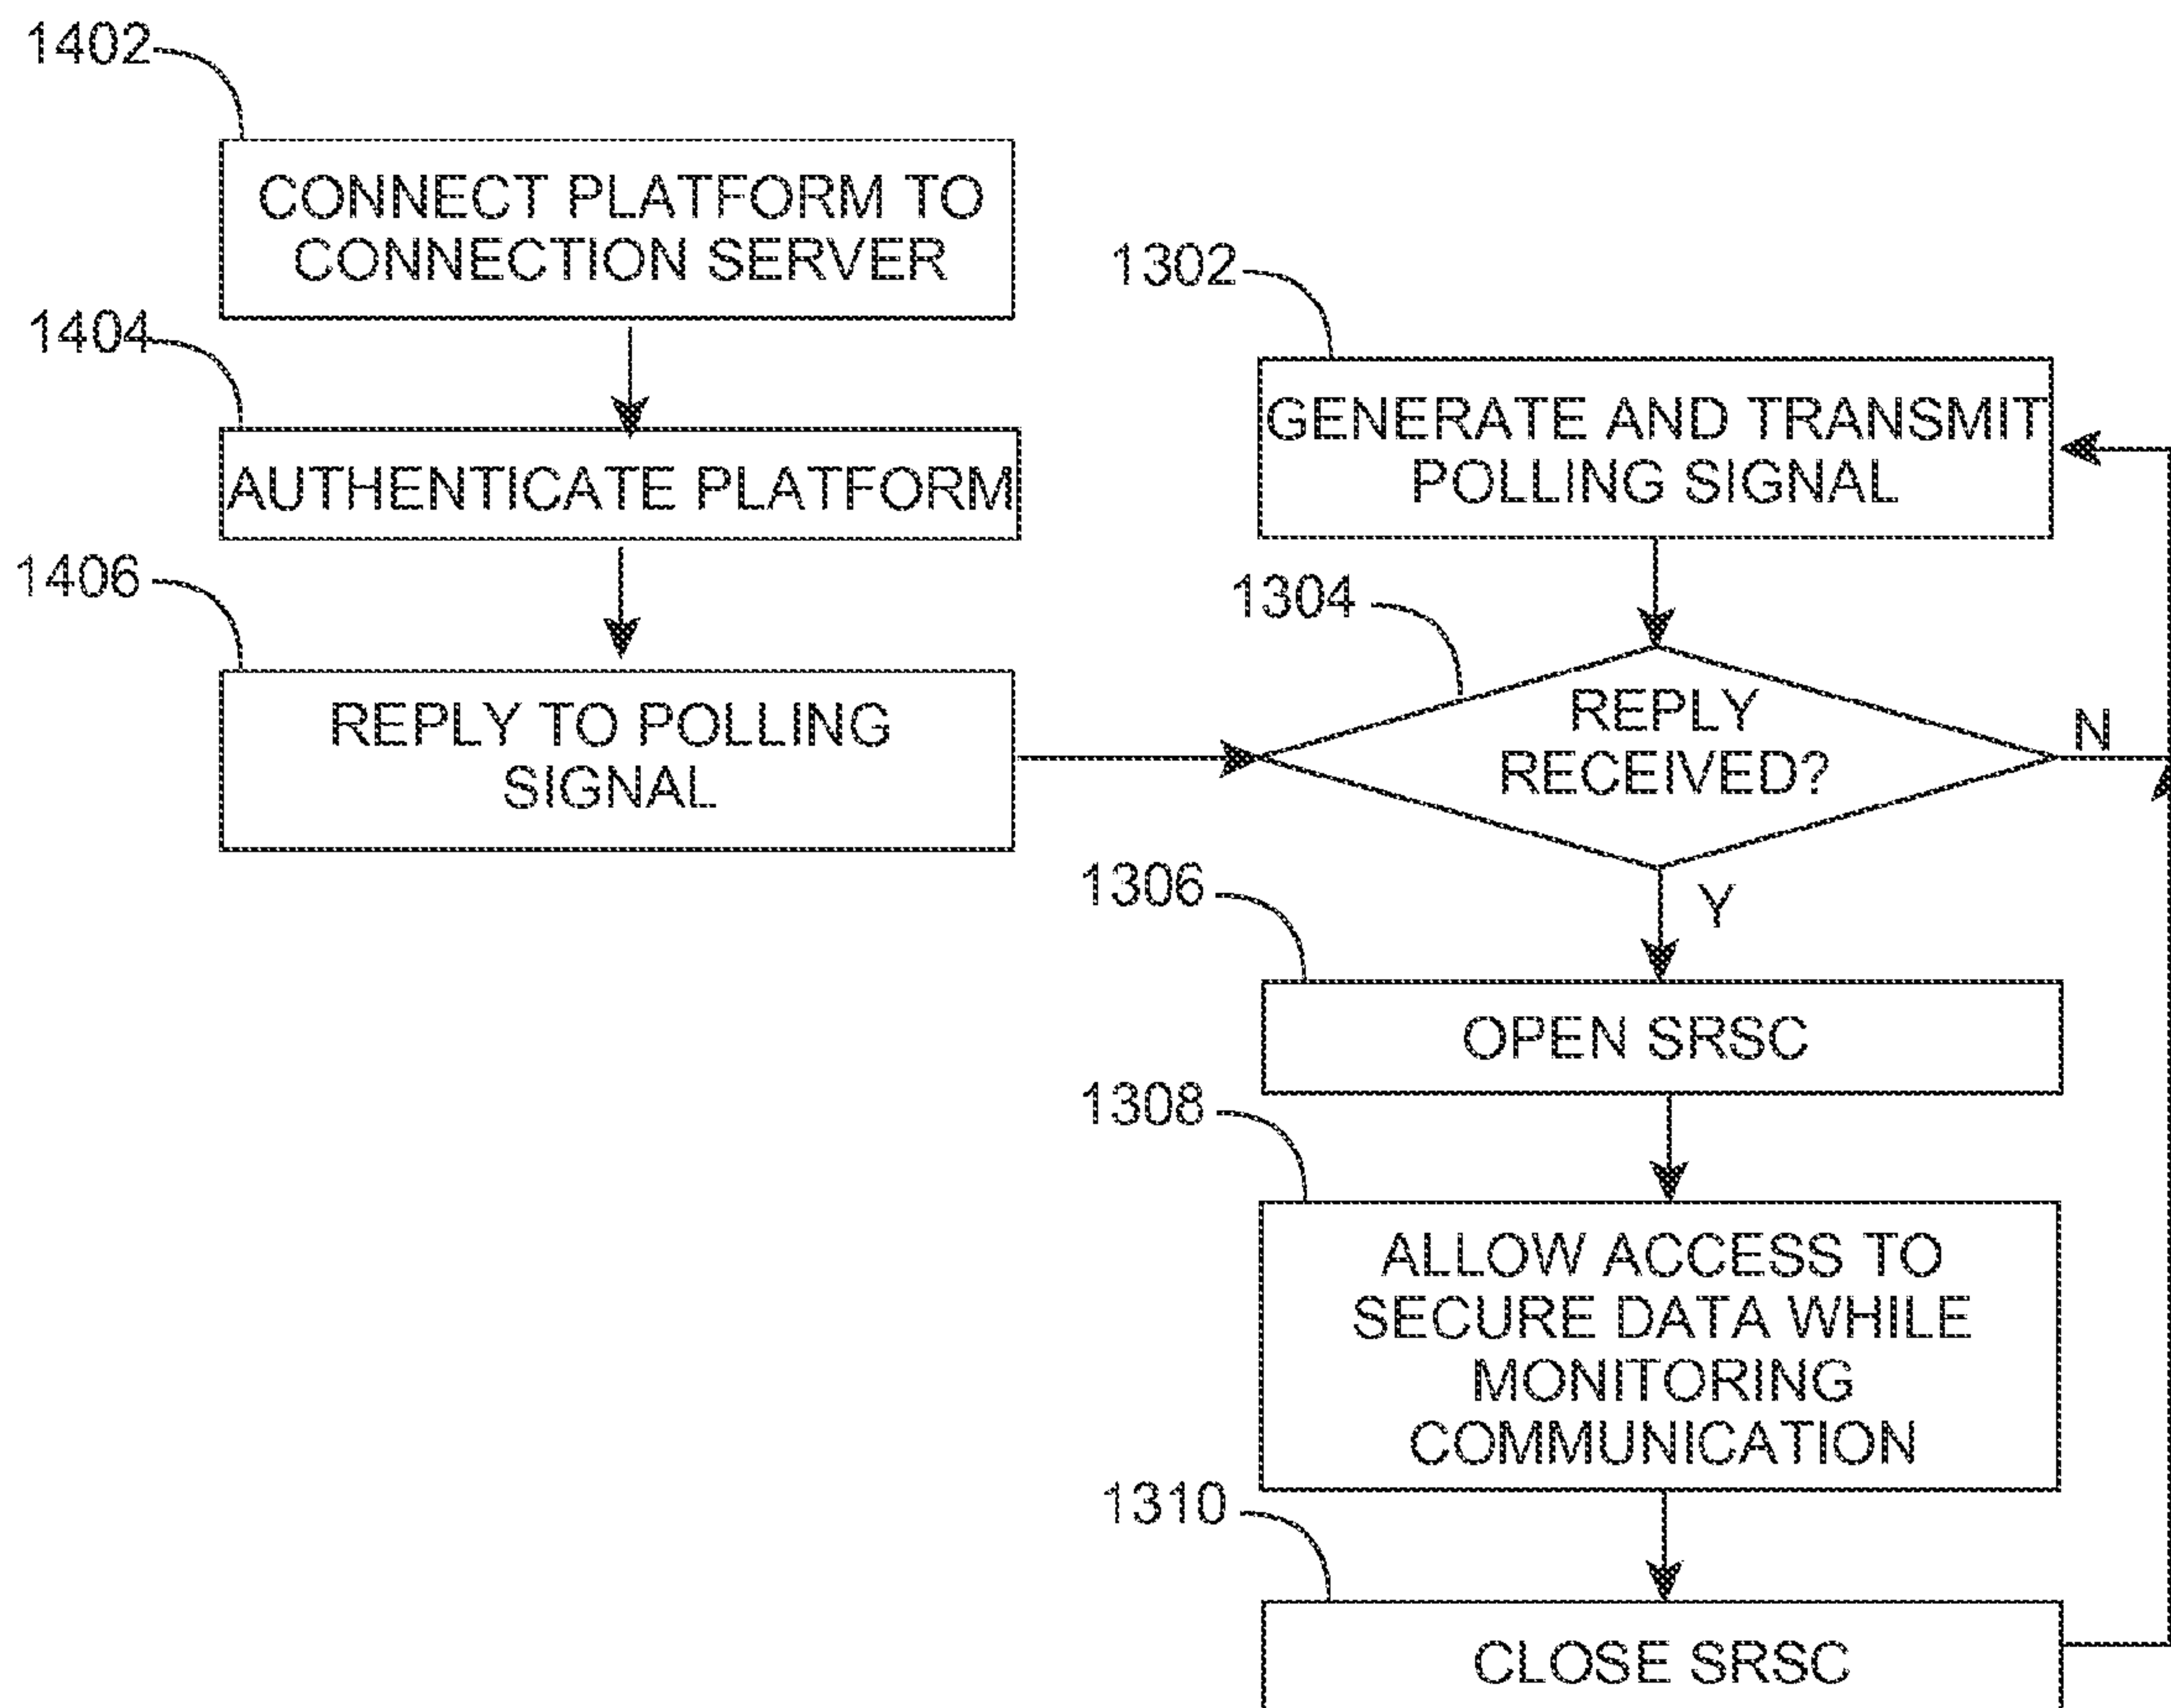 1402
CONNECT PLATFORM TO
CONNECTION SERVER
1404
AUTHENTICATE PLATFORM
1406
REPLY TO POLLING
SIGNAL
1302
GENERATE AND TRANSMIT
POLLING SIGNAL
1304
REPLY
RECEIVED?
N
Y
1306
OPEN SRSC
1308
ALLOW ACCESS TO
SECURE DATA WHILE
MONITORING
COMMUNICATION
1310
CLOSE SRSC